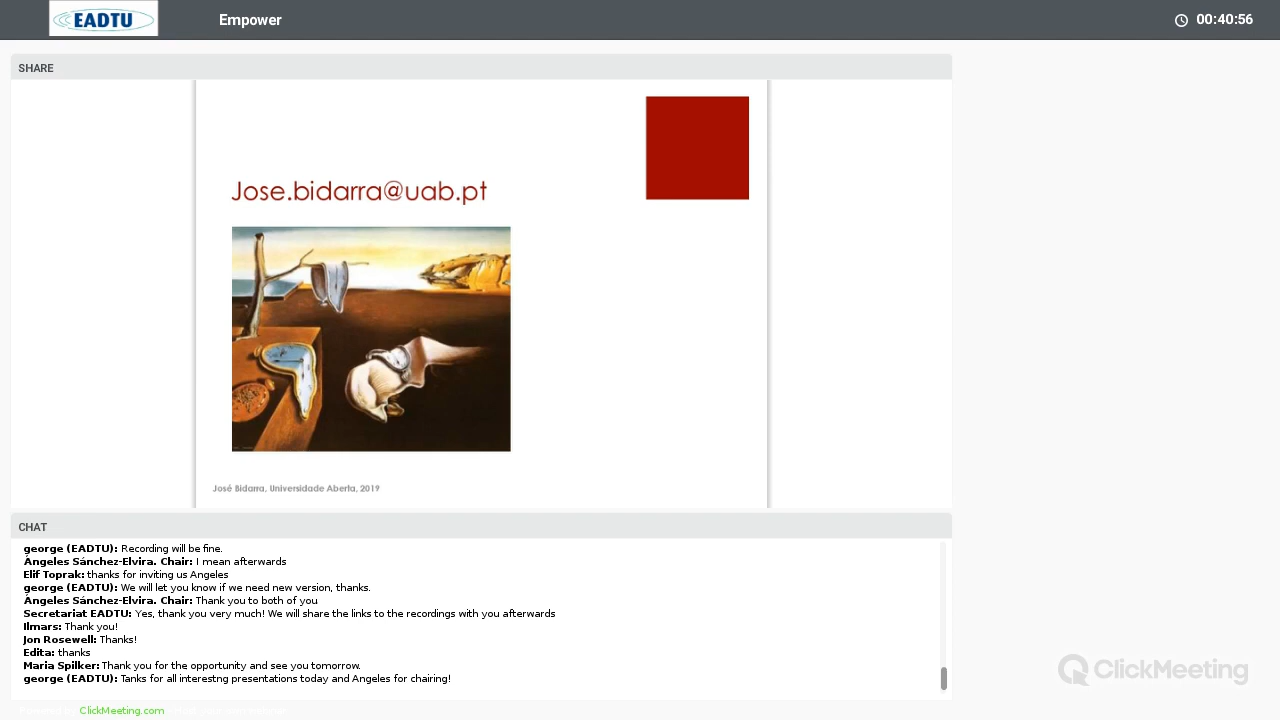 EADTU
Empower
00:40:56
SHARE
Jose.bidarra@uab.pt
José Bidarra, Universidade Aberta, 2019
CHAT
george (EADTU): Recording will be fine.
Ángeles Sánchez-Elvira. Chair: I mean afterwards
Elif Toprak: thanks for inviting us Angeles
george (EADTU): We will let you know if we need new version, thanks.
Ángeles Sánchez-Elvira. Chair: Thank you to both of you
Secretariat EADTU: Yes, thank you very much! We will share the links to the recordings with you afterwards
Ilmars: Thank you!
Jon Rosewell: Thanks!
Edita: thanks
Maria Spilker: Thank you for the opportunity and see you tomorrow.
george (EADTU): Tanks for all interestng presentations today and Angeles for chairing!
ClickMeeting
ClickMeeting.com